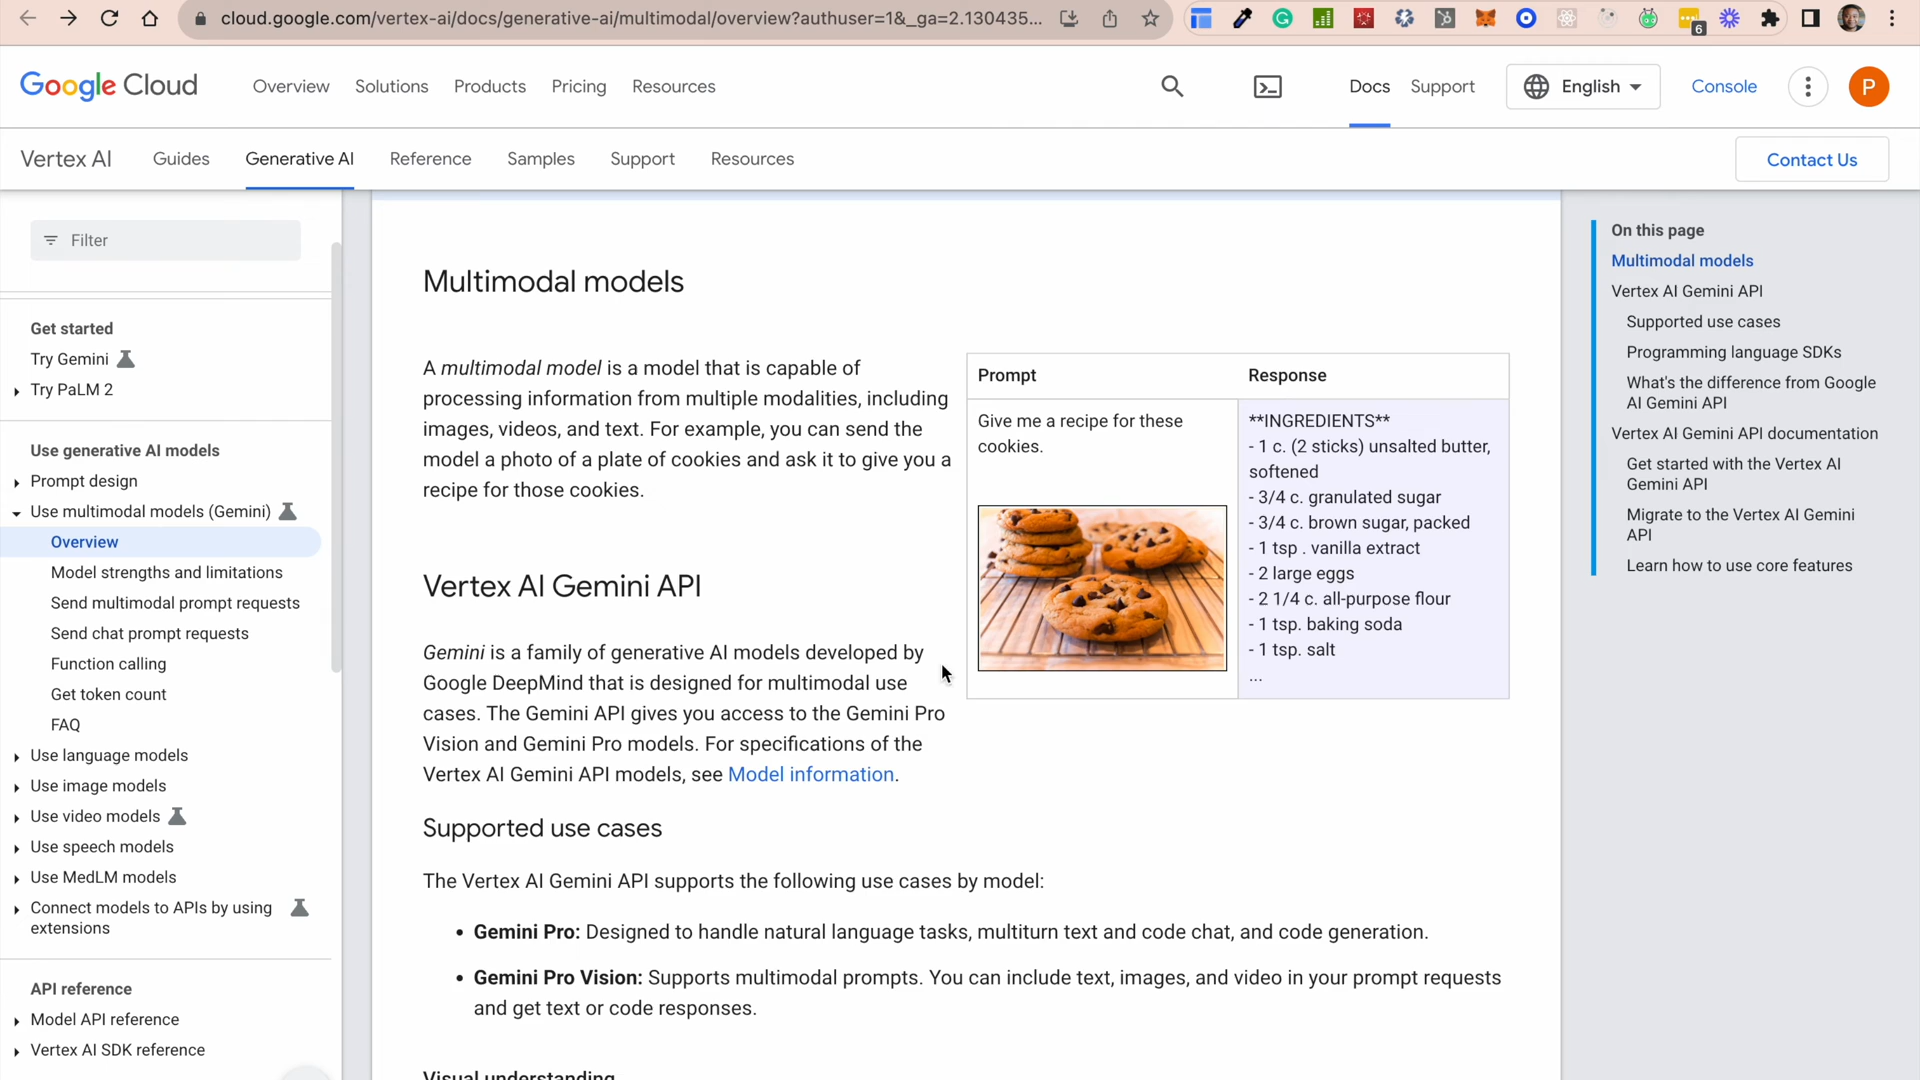 cloud.google.com/vertex-ai/docs/generative-ai/multimodal/overview?authuser=1&_ga=2.130435...
6
Google Cloud
Overview
Solutions
Products
Pricing
Resources
Docs
Support
English
Console
P
Vertex AI
Guides
Generative AI
Reference
Samples
Support
Resources
Contact Us
Filter
Get started
Try Gemini
Try PaLM 2
Use generative AI models
Prompt design
Use multimodal models (Gemini)
Overview
Model strengths and limitations
Send multimodal prompt requests
Send chat prompt requests
Function calling
Get token count
FAQ
Use language models
Use image models
Use video models
Use speech models
Use MedLM models
Connect models to APIs by using
extensions
API reference
Model API reference
Vertex AI SDK reference
Multimodal models
A multimodal model is a model that is capable of
processing information from multiple modalities, including
images, videos, and text. For example, you can send the
model a photo of a plate of cookies and ask it to give you a
recipe for those cookies.
Prompt
Response
Give me a recipe for these
cookies.
**INGREDIENTS**
- 1 c. (2 sticks) unsalted butter,
softened
- 3/4 c. granulated sugar
- 3/4 c. brown sugar, packed
- 1 tsp . vanilla extract
- 2 large eggs
- 2 1/4 c. all-purpose flour
- 1 tsp. baking soda
- 1 tsp. salt
...
Vertex AI Gemini API
Gemini is a family of generative AI models developed by
Google DeepMind that is designed for multimodal use
cases. The Gemini API gives you access to the Gemini Pro
Vision and Gemini Pro models. For specifications of the
Vertex AI Gemini API models, see Model information.
Supported use cases
The Vertex AI Gemini API supports the following use cases by model:
• Gemini Pro: Designed to handle natural language tasks, multiturn text and code chat, and code generation.
• Gemini Pro Vision: Supports multimodal prompts. You can include text, images, and video in your prompt requests
and get text or code responses.
Visual understanding
On this page
Multimodal models
Vertex AI Gemini API
Supported use cases
Programming language SDKs
What's the difference from Google
AI Gemini API
Vertex AI Gemini API documentation
Get started with the Vertex AI
Gemini API
Migrate to the Vertex AI Gemini
API
Learn how to use core features